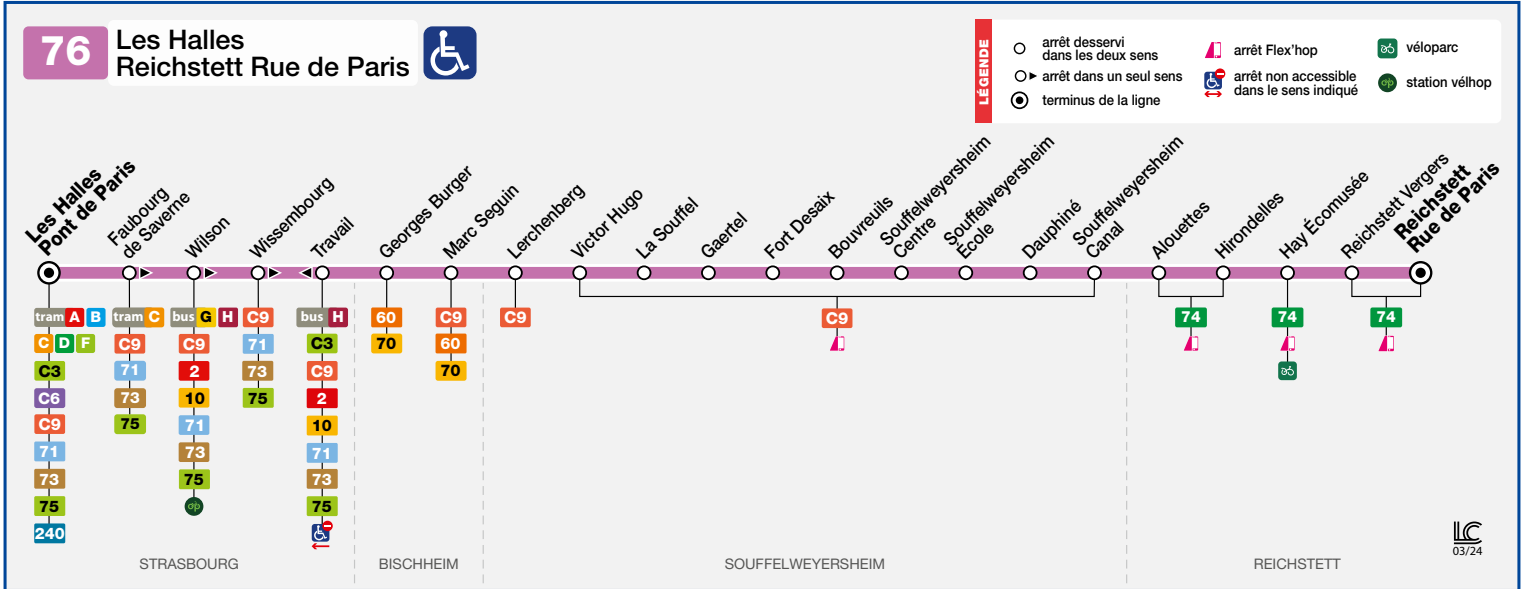 76
Les Halles
Reichstett Rue de Paris
LÉGENDE
arrêt desservi
dans les deux sens
arrêt dans un seul sens
terminus de la ligne
arrêt Flex'hop
arrêt non accessible
dans le sens indiqué
véloparc
station vélhop
Les Halles
Pont de Paris
Faubourg
de Saverne
Wilson
Wissembourg
Travail
Georges Burger
Marc Seguin
Lerchenberg
Victor Hugo
La Souffel
Gaertel
Fort Desaix
Bouvreuils
Souffelweyersheim
Centre
Souffelweyersheim
Ecole
Dauphiné
Souffelweyersheim
Canal
Alouettes
Hirondelles
Hay Écomusée
Reichstett Vergers
Reichstett
Rue de Paris
tram A B
C D F
C3
C6
C9
71
73
75
240
tram C
C9
71
73
75
bus G H
C9
2
10
71
73
75
C9
71
73
75
bus H
C3
C9
2
10
71
73
75
60
70
C9
60
70
C9
C9
74
74
74
STRASBOURG
BISCHHEIM
SOUFFELWEYERSHEIM
REICHSTETT
LC
03/24